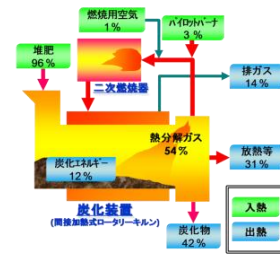 燃焼用空気
1%
パイロットバーナ
3%
堆肥
96%
排ガス
14%
二次燃焼器
熱分解ガス
54%
放熱等
31%
炭化エネルギー
12%
炭化装置
(間接加熱式ロータリーキルン)
炭化物
42%
入熱
出熱